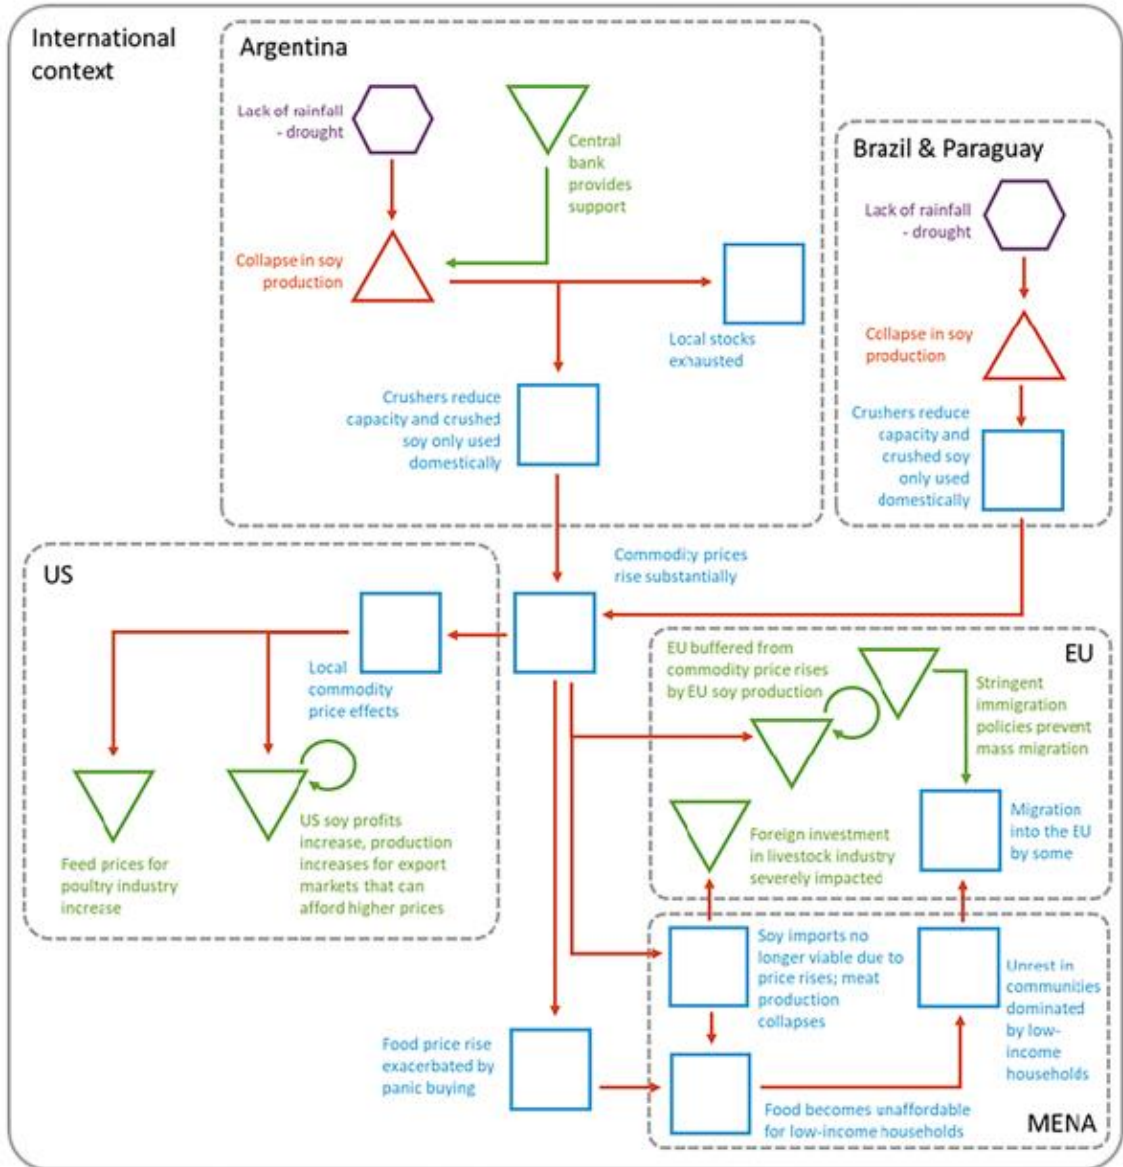 International
context
Argentina
Lack of rainfall
- drought
Central
bank
provides
support
Collapse in soy
production
Local stocks
exhausted
Crushers reduce
capacity and crushed
soy only used
domestically
Brazil & Paraguay
Lack of rainfall
- drought
Collapse in soy
production
Crushers reduce
capacity and
crushed soy
only used
domestically
Commodity prices
rise substantially
US
Local
commodity
price effects
Feed prices for
poultry industry
increase
US soy profits
increase, production
increases for export
markets that can
afford higher prices
EU
EU buffered from
commodity price rises
by EU soy production
Stringent
immigration
policies prevent
mass migration
Foreign investment
in livestock industry
severely impacted
Migration
into the EU
by some
Soy imports no
longer viable due to
price rises; meat
production
collapses
Unrest in
communities
dominated
by low-
income
households
Food price rise
exacerbated by
panic buying
Food becomes unaffordable
for low-income households
MENA